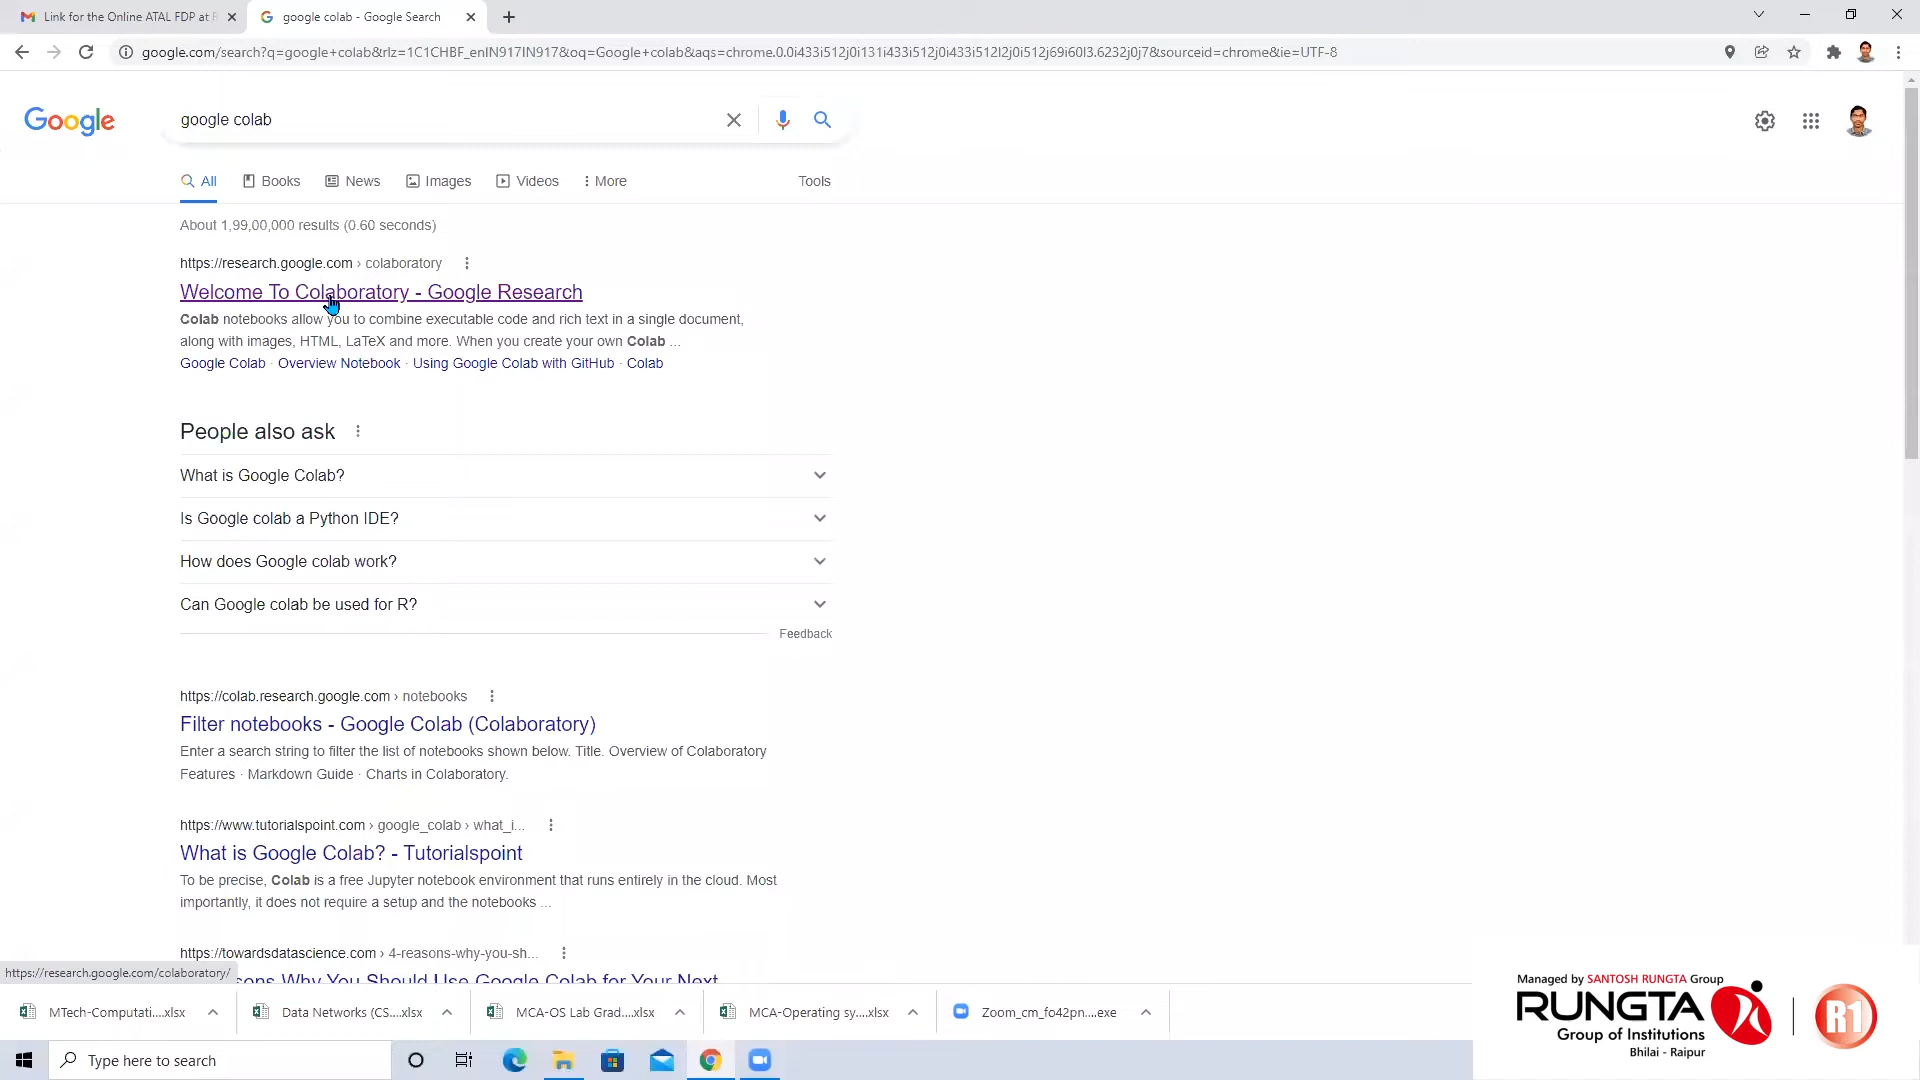 Link for the Online ATAL FDP at
google colab - Google Search
google.com/search?q=google+colab&rlz=1C1CHBF_enIN917IN917&oq=Google+colab&aqs=chrome.0.0i433i512j0i131i433i512j0i433i512l2j0i512j69i60l3.6232j0j7&sourceid=chrome&ie=UTF-8
Google
google colab
All
Books
News
Images
Videos
More
Tools
About 1,99,00,000 results (0.60 seconds)
https://research.google.com › colaboratory
Welcome To Colaboratory - Google Research
Colab notebooks allow you to combine executable code and rich text in a single document,
along with images, HTML, LaTeX and more. When you create your own Colab ...
Google Colab · Overview Notebook · Using Google Colab with GitHub · Colab
People also ask
What is Google Colab?
Is Google colab a Python IDE?
How does Google colab work?
Can Google colab be used for R?
Feedback
https://colab.research.google.com › notebooks
Filter notebooks - Google Colab (Colaboratory)
Enter a search string to filter the list of notebooks shown below. Title. Overview of Colaboratory
Features · Markdown Guide · Charts in Colaboratory.
https://www.tutorialspoint.com › google_colab › what_i...
What is Google Colab? - Tutorialspoint
To be precise, Colab is a free Jupyter notebook environment that runs entirely in the cloud. Most
importantly, it does not require a setup and the notebooks ...
https://towardsdatascience.com › 4-reasons-why-you-sh...
Why You Should Use Google Colab for Your Next
https://research.google.com/colaboratory/
MTech-Computati....xlsx
Data Networks (CS....xlsx
MCA-OS Lab Grad....xlsx
MCA-Operating sy....xlsx
Zoom_cm_fo42pn....exe
Type here to search
Managed by SANTOSH RUNGTA Group
RUNGTA
Group of Institutions
Bhilai - Raipur
R1